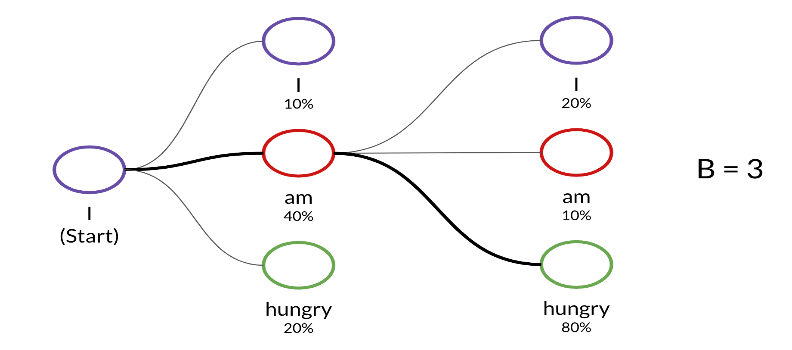 I
10%
I
20%
am
40%
am
10%
B = 3
I
(Start)
hungry
20%
hungry
80%